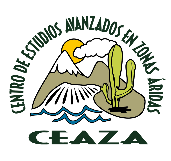 CENTRO DE ESTUDIOS AVANZADOS EN ZONAS ÁRIDAS
CEAZA